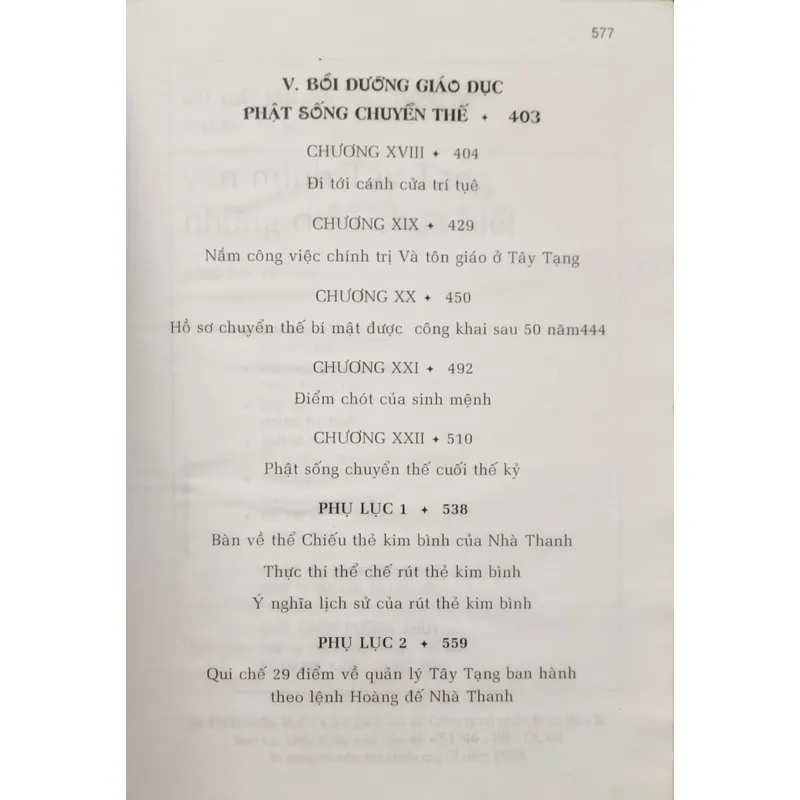 577
V. BỒI DƯỠNG GIÁO DỤC
PHẬT SỐNG CHUYỂN THẾ ✦ 403
CHƯƠNG XVIII ✦ 404
Đi tới cánh cửa trí tuê
CHƯƠNG XIX ✦ 429
Nắm công việc chính trị Và tôn giáo ở Tây Tạng
CHƯƠNG XX ✦ 450
Hồ sơ chuyển thế bí mật được công khai sau 50 năm444
CHƯƠNG XXI ✦ 492
Điểm chót của sinh mệnh
CHƯƠNG XXII ✦ 510
Phật sống chuyển thế cuối thế kỷ
PHỤ LỤC 1 ✦ 538
Bàn về thể Chiếu thẻ kim bình của Nhà Thanh
Thực thi thể chế rút thẻ kim bình
Ý nghĩa lịch sử của rút thẻ kim bình
PHỤ LỤC 2 ✦ 559
Qui chế 29 điểm về quản lý Tây Tạng ban hành
theo lệnh Hoàng đế Nhà Thanh